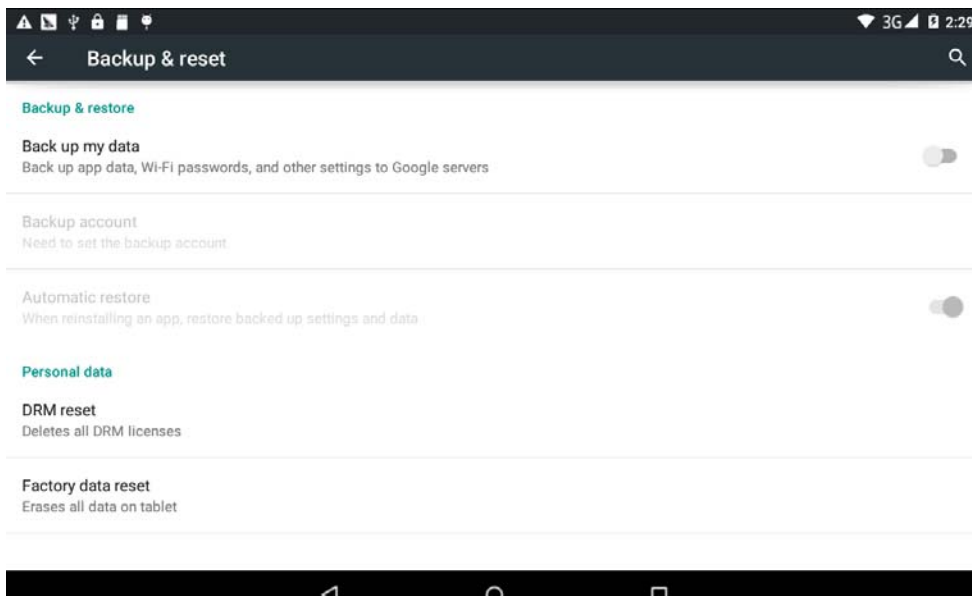 3G 2:29
Backup & reset
Backup & restore
Back up my data
Back up app data, Wi-Fi passwords, and other settings to Google servers
Backup account
Need to set the backup account
Automatic restore
When reinstalling an app, restore backed up settings and data
Personal data
DRM reset
Deletes all DRM licenses
Factory data reset
Erases all data on tablet